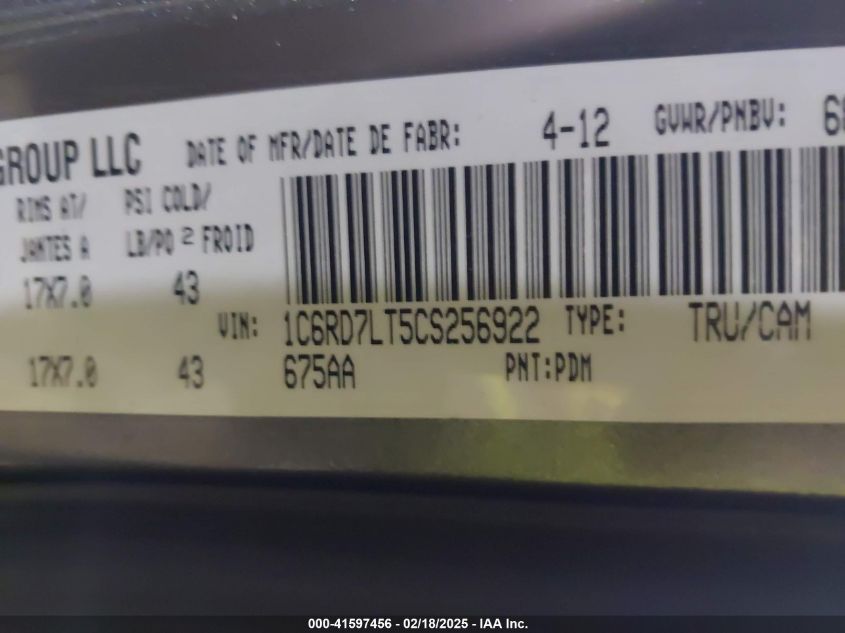 GROUP LLC DATE OF MFR/DATE DE FABR: 4-12 GVWR/PNBV:
RIMS AT/ PSI COLD/
JANTES A LB/PO 2 FROID
17X7.0 43
VIN: 1C6RD7LT5CS256922 TYPE: TRU/CAM
17X7.0 43 675AA PNT:PDM
000-41597456 - 02/18/2025 - IAA Inc.